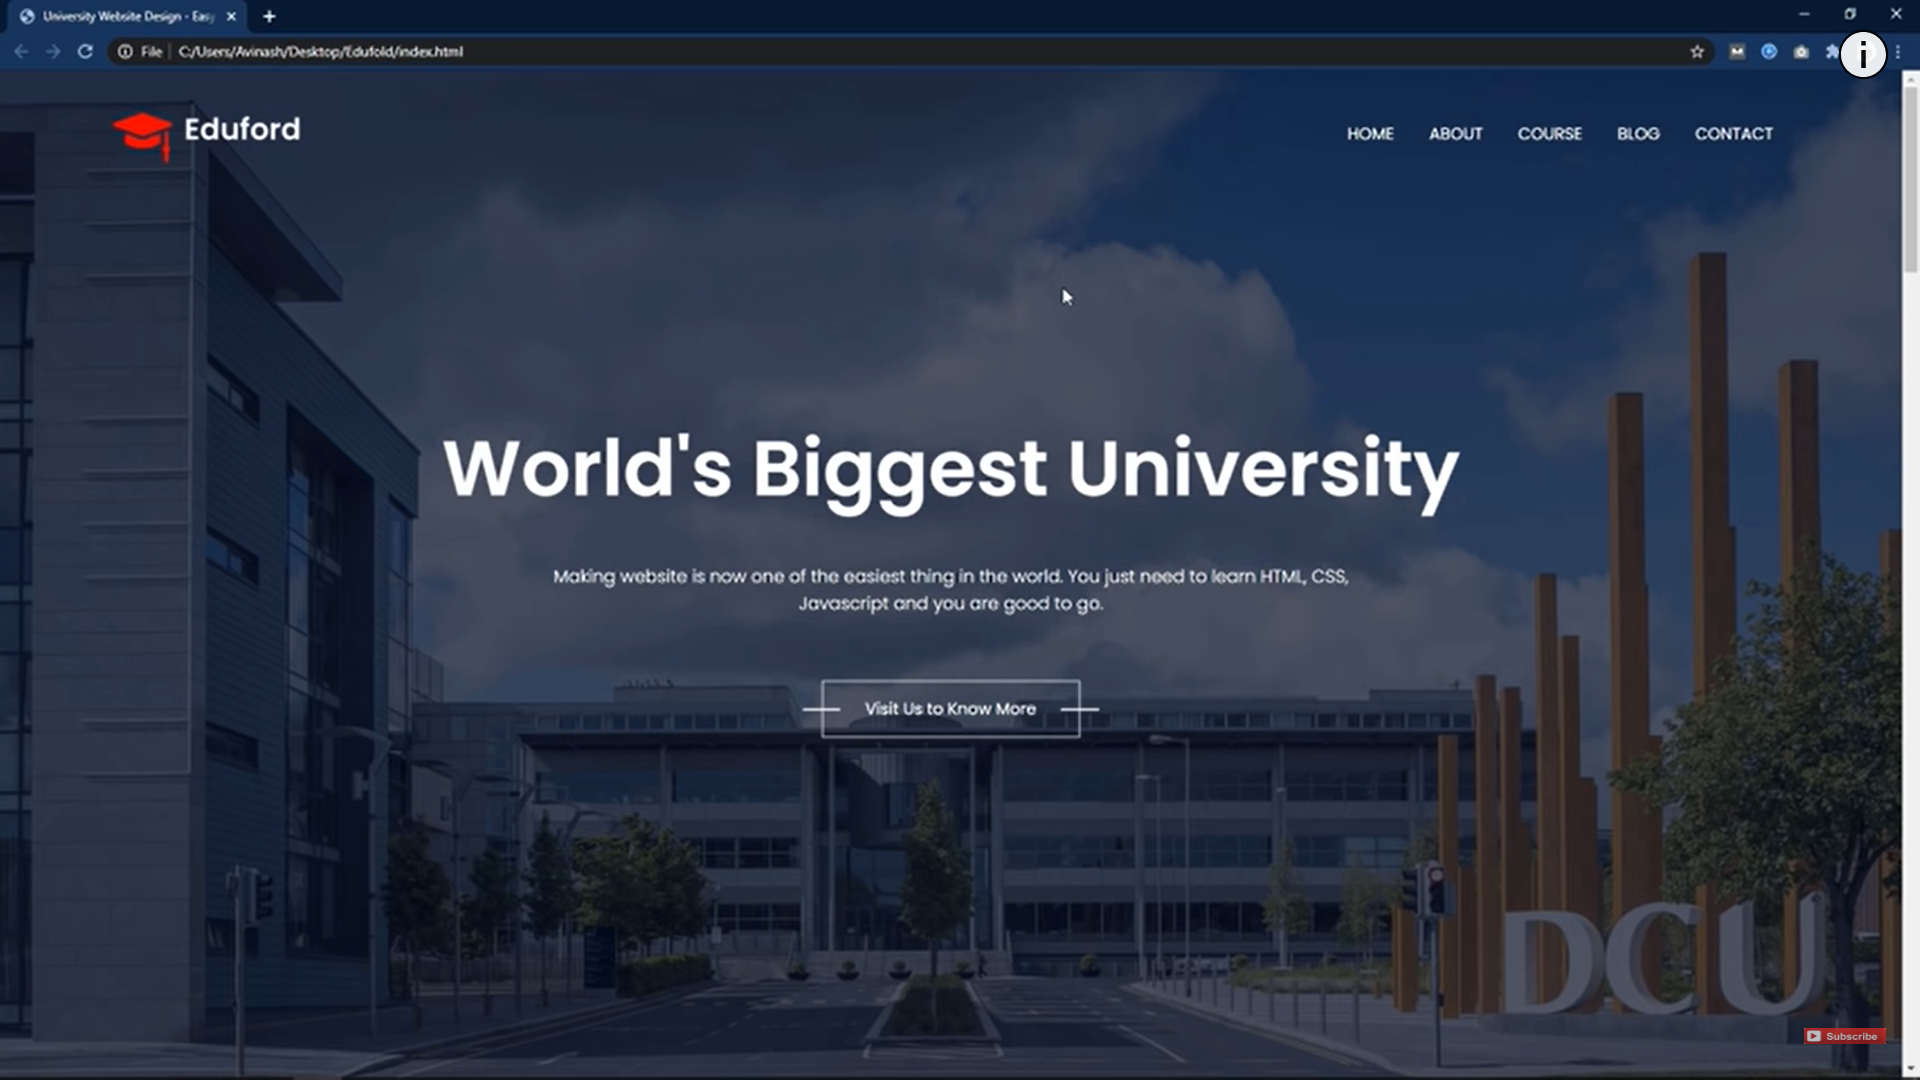 University Website Design - Easy
File C:/Users/Avinash/Desktop/Edufold/index.html
i
Eduford
HOME ABOUT COURSE BLOG CONTACT
World's Biggest University
Making website is now one of the easiest thing in the world. You just need to learn HTML, CSS,
Javascript and you are good to go.
Visit Us to Know More
DCU
Subscribe